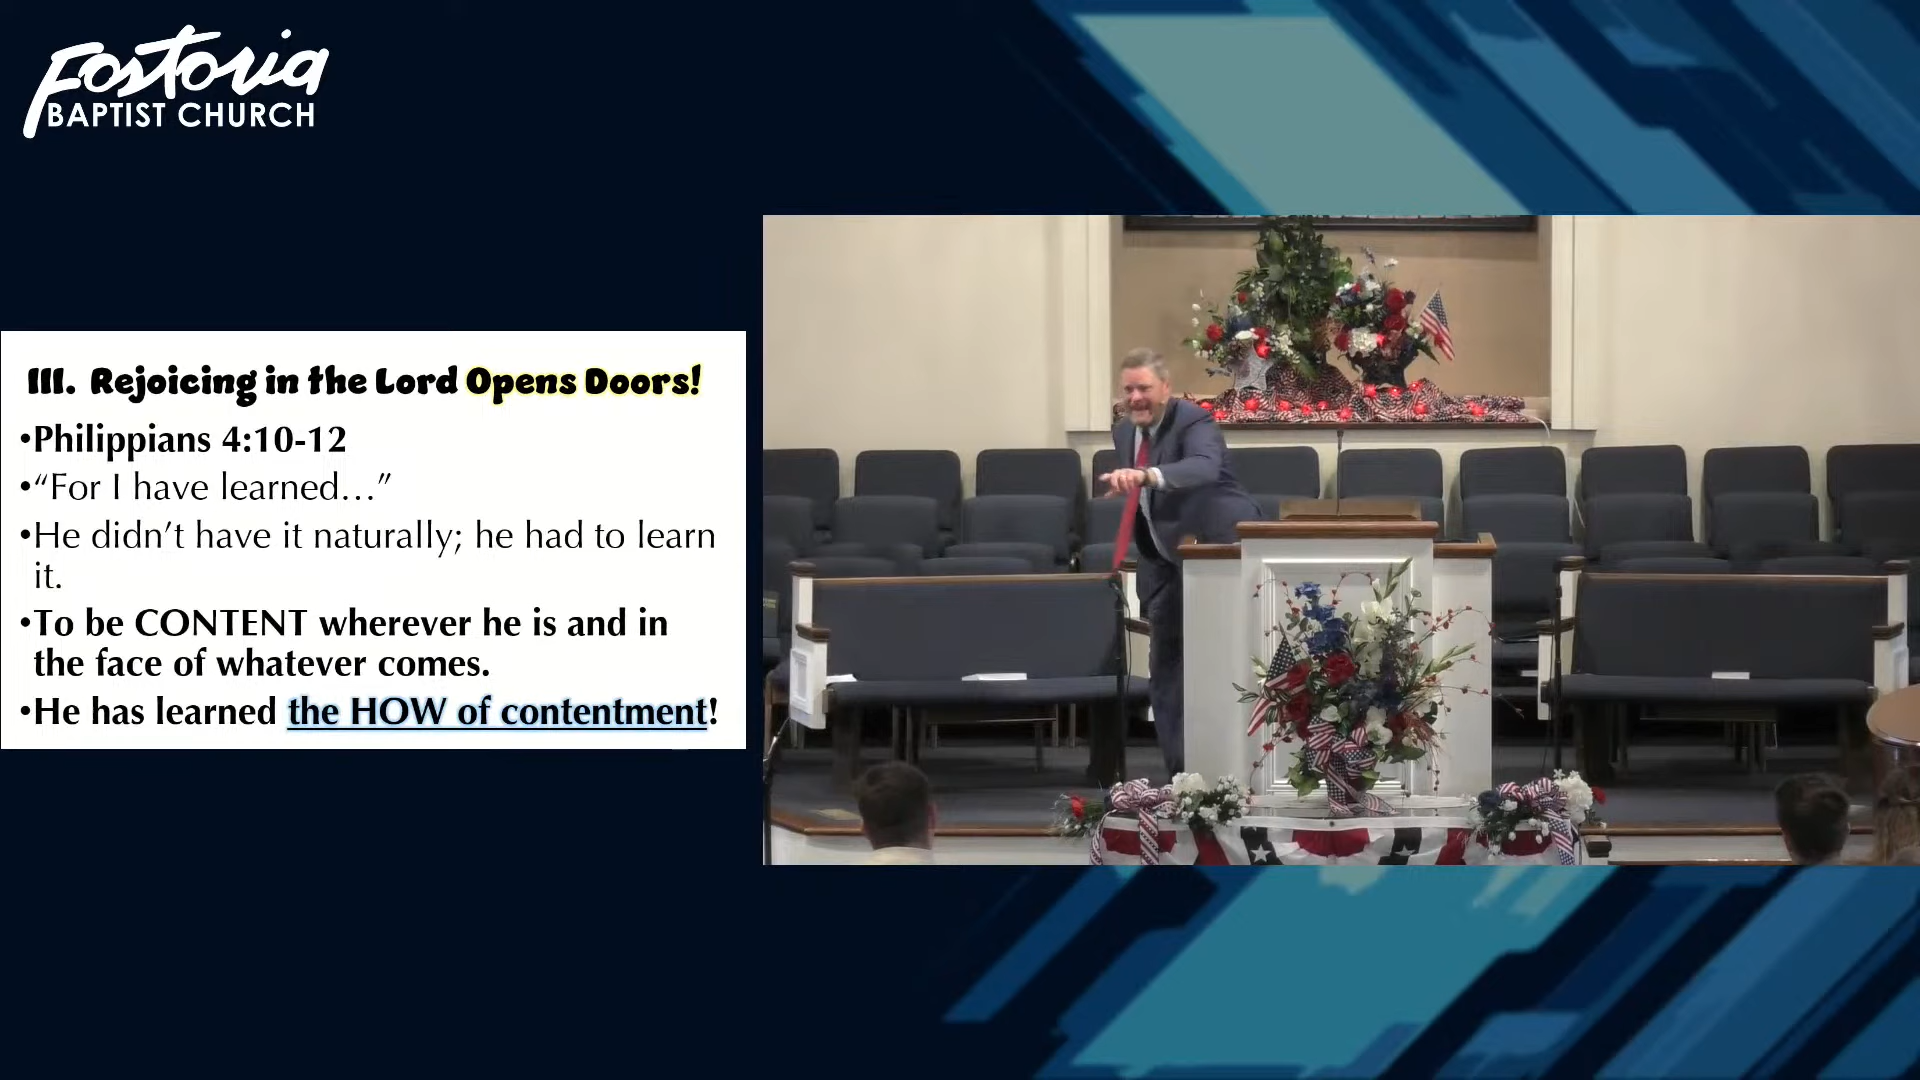 Fostoria
BAPTIST CHURCH
III. Rejoicing in the Lord Opens Doors!
•Philippians 4:10-12
•“For I have learned…”
•He didn’t have it naturally; he had to learn
it.
•To be CONTENT wherever he is and in
the face of whatever comes.
•He has learned the HOW of contentment!